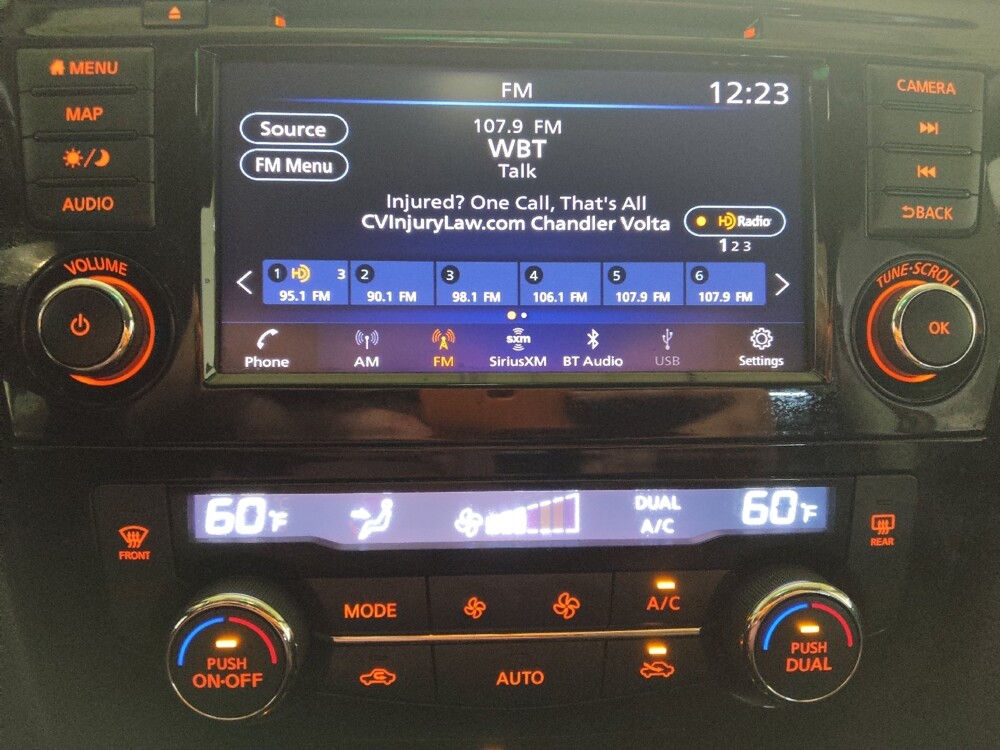 MENU
MAP
AUDIO
VOLUME
FM
12:23
Source
FM Menu
107.9 FM
WBT
Talk
Injured? One Call, That's All
CVInjuryLaw.com Chandler Volta
HD Radio
1 2 3
1 HD 3
95.1 FM
2
90.1 FM
3
98.1 FM
4
106.1 FM
5
107.9 FM
6
107.9 FM
Phone
AM
FM
sxm
SiriusXM
BT Audio
USB
Settings
CAMERA
BACK
TUNE·SCROLL
OK
60°F
DUAL
A/C
60°F
FRONT
REAR
MODE
A/C
AUTO
PUSH
ON·OFF
PUSH
DUAL